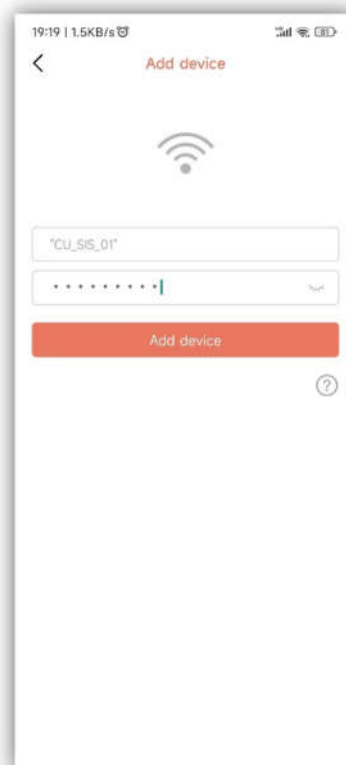 19:19 | 1.5KB/s
Add device
"CU_SIS_01"
•••••••••
Add device
?